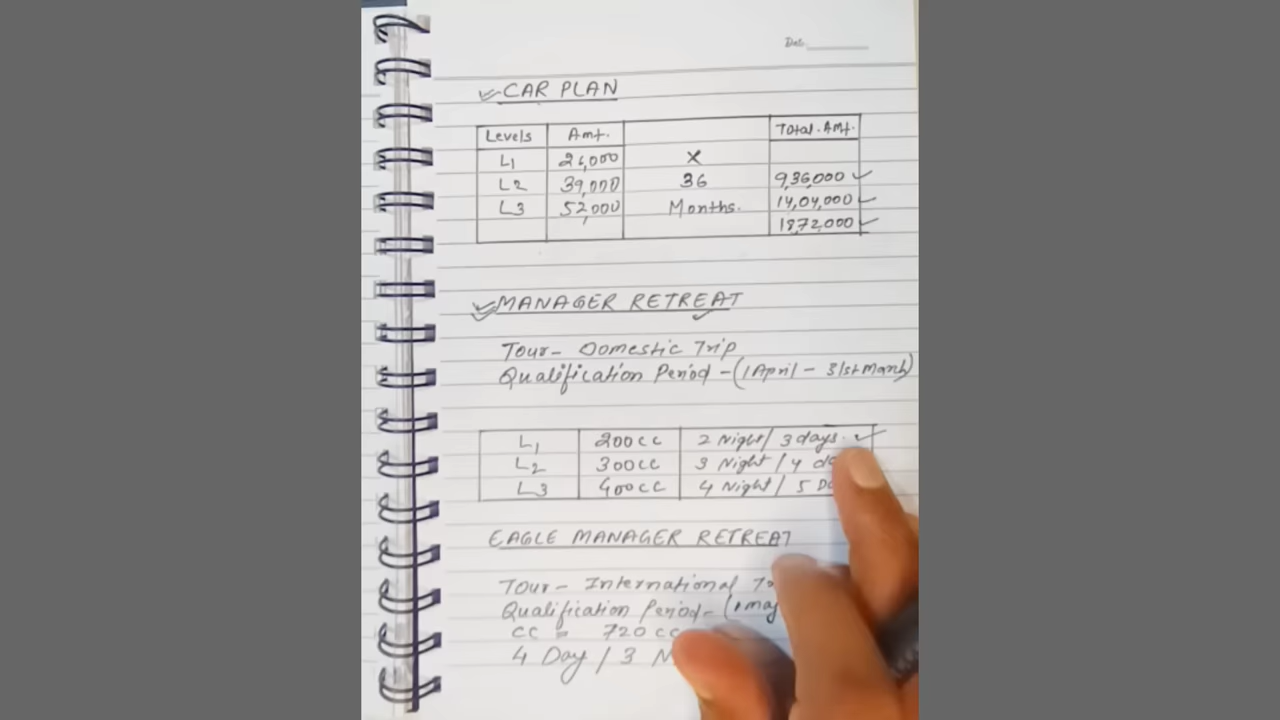 Date
CAR PLAN
Levels Amt. Total. Amt.
L1 26,000 X
L2 39,000 36 9,36,000
L3 52,000 Months. 14,04,000
1872,000
MANAGER RETREAT
Tour- Domestic Trip
Qualification Period -(1 April - 31st March)
L1 200cc 2 Night/ 3 days.
L2 300cc 3 Night / 4
L3 400cc 4 Night / 5
EAGLE MANAGER RETREAT
Tour- International
Qualification Period- (1 may
CC = 720 cc
4 Day / 3